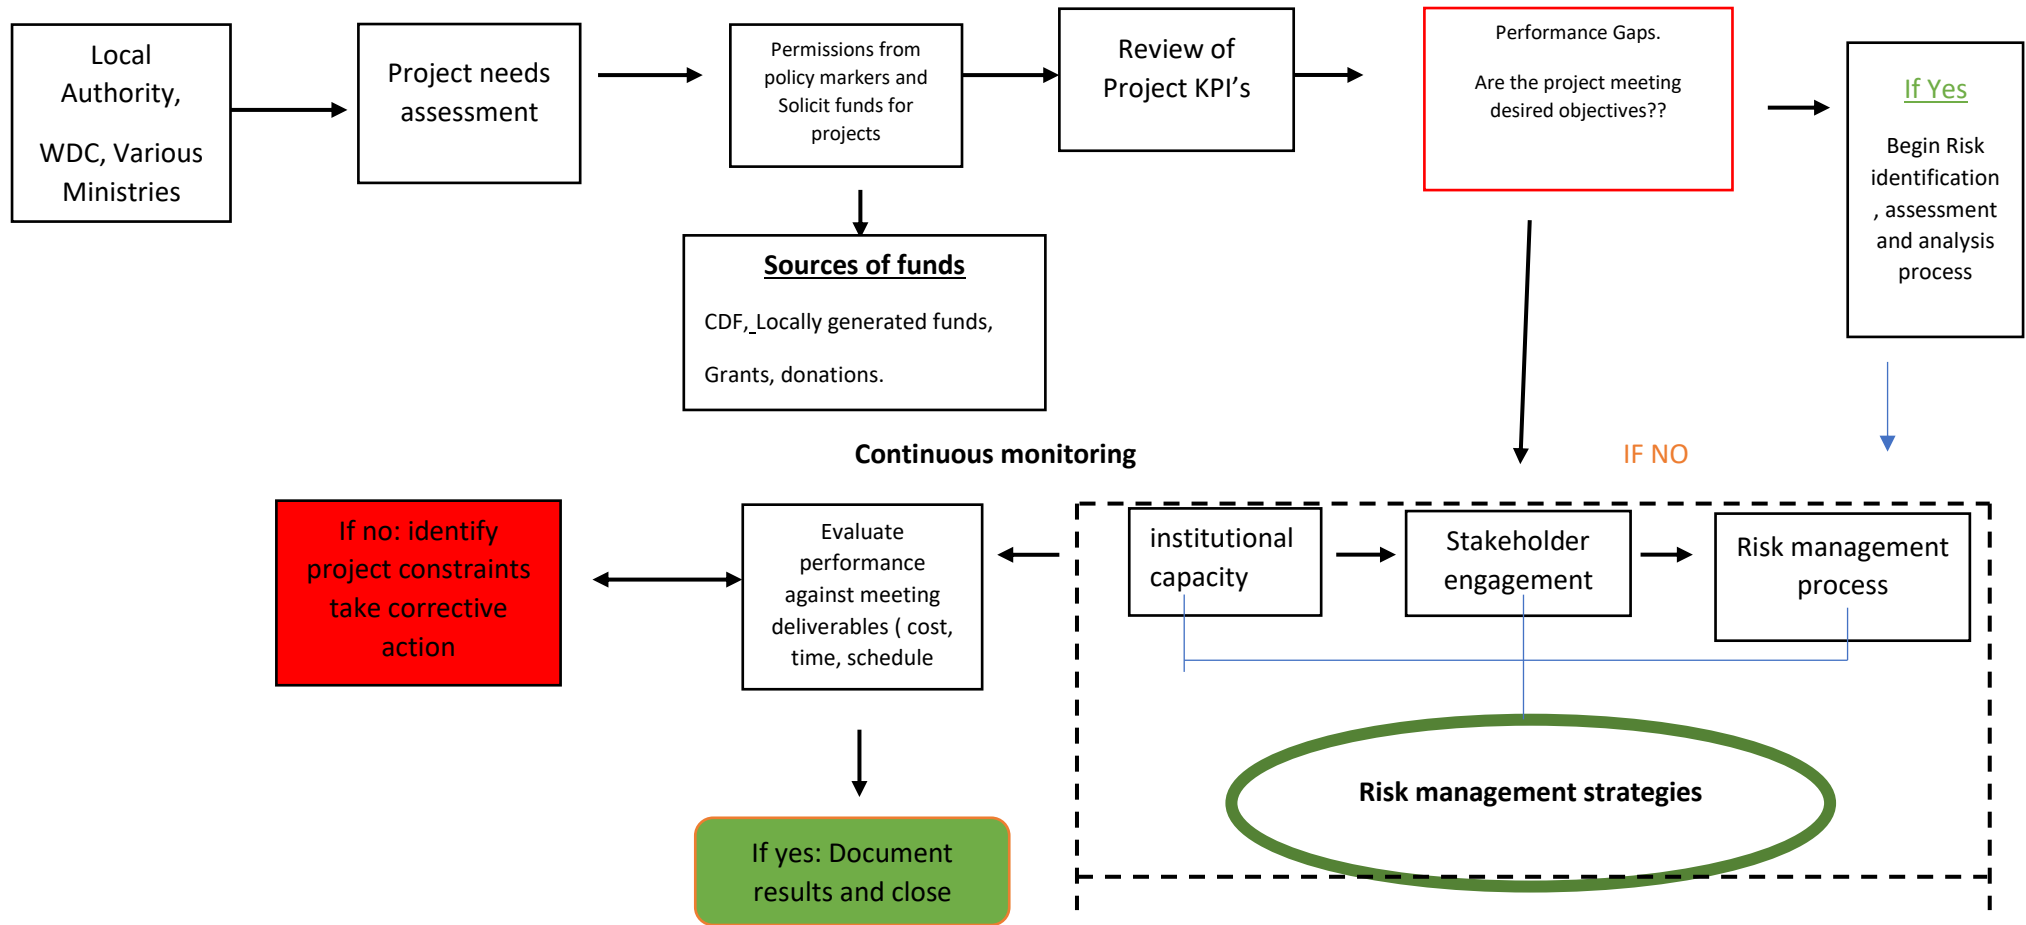 Local
Authority,
WDC, Various
Ministries
Project needs
assessment
Permissions from
policy markers and
Solicit funds for
projects
Review of
Project KPI’s
Performance Gaps.
Are the project meeting
desired objectives??
If Yes
Begin Risk
identification
, assessment
and analysis
process
Sources of funds
CDF, Locally generated funds,
Grants, donations.
Continuous monitoring
IF NO
If no: identify
project constraints
take corrective
action
Evaluate
performance
against meeting
deliverables ( cost,
time, schedule
institutional
capacity
Stakeholder
engagement
Risk management
process
Risk management strategies
If yes: Document
results and close